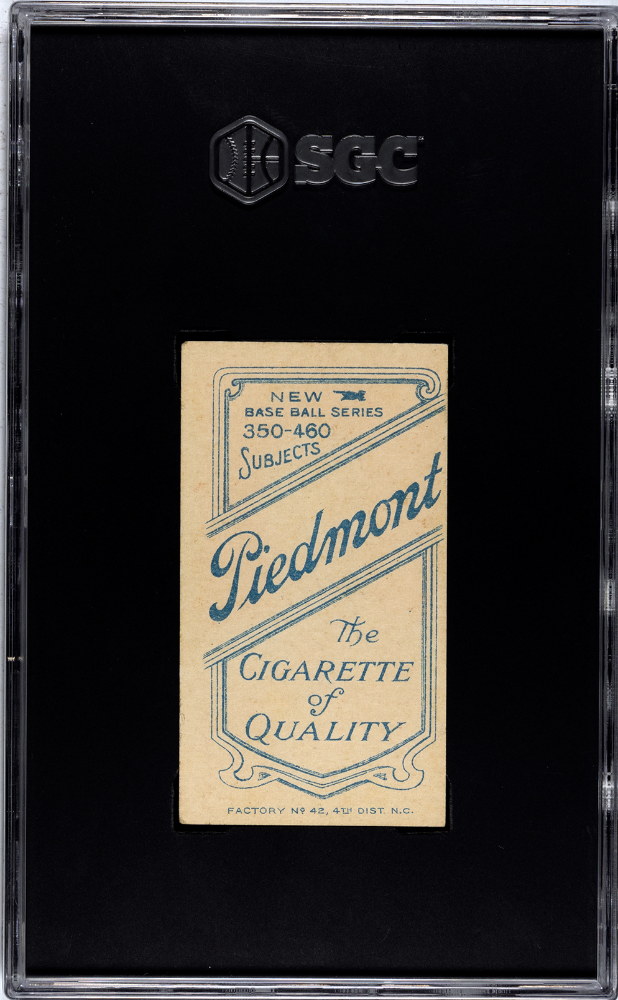 SGC
NEW
BASE BALL SERIES
350-460
SUBJECTS
Piedmont
The
CIGARETTE
of
QUALITY
FACTORY Nº 42, 4TH DIST. N.C.